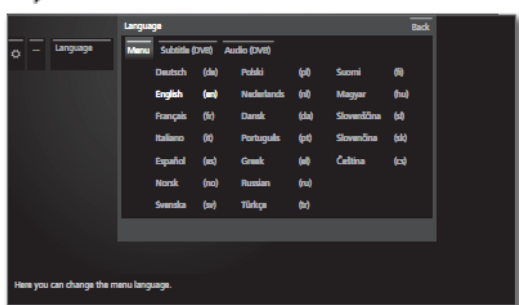 Language Back
... Language
Menu Subtitle (DVB) Audio (DVB)
Deutsch (de) Polski (pl) Suomi (fi)
English (en) Nederlands (nl) Magyar (hu)
Français (fr) Dansk (da) Slovenščina (sl)
Italiano (it) Português (pt) Slovenčina (sk)
Español (es) Greek (el) Čeština (cs)
Norsk (no) Russian (ru)
Svenska (sv) Türkçe (tr)
Here you can change the menu language.